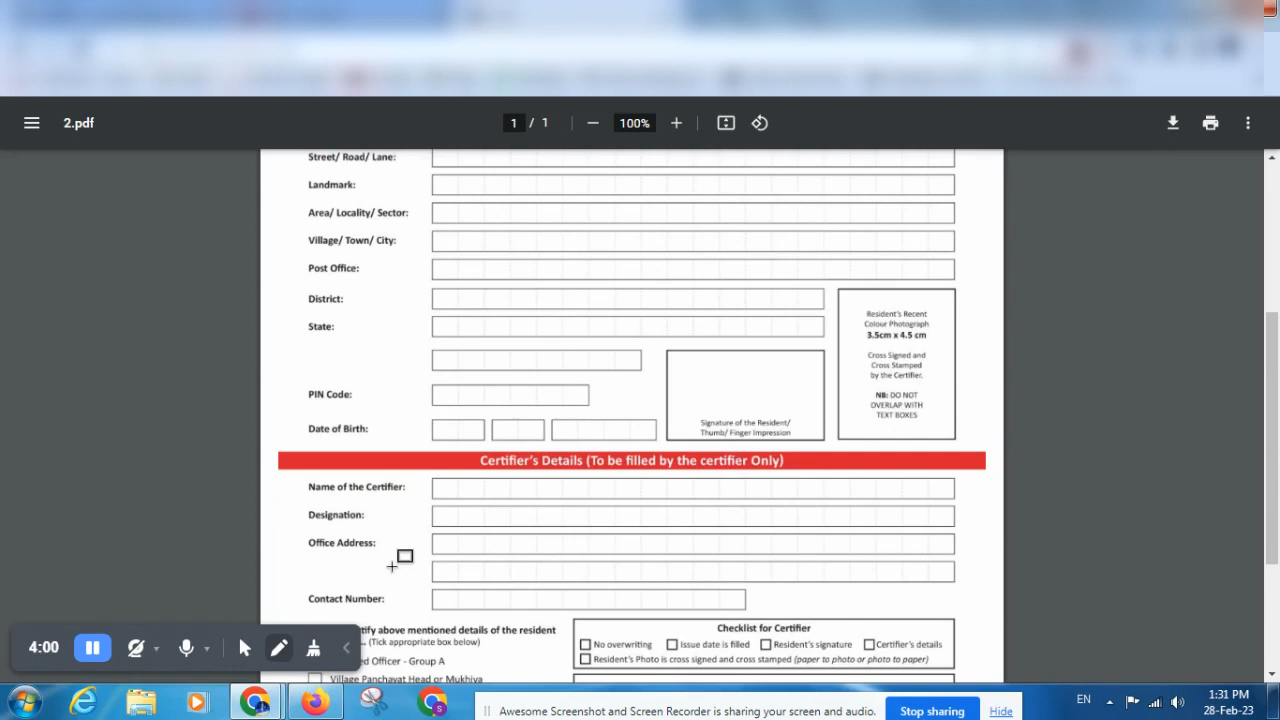 2.pdf
1 / 1
100%
Street/ Road/ Lane:
Landmark:
Area/ Locality/ Sector:
Village/ Town/ City:
Post Office:
District:
State:
Resident's Recent
Colour Photograph
3.5cm x 4.5 cm
Cross Signed and
Cross Stamped
by the Certifier.
NB: DO NOT
OVERLAP WITH
TEXT BOXES
PIN Code:
Date of Birth:
Signature of the Resident/
Thumb/ Finger Impression
Certifier's Details (To be filled by the certifier Only)
Name of the Certifier:
Designation:
Office Address:
Contact Number:
tify above mentioned details of the resident
... (Tick appropriate box below)
ed Officer - Group A
Village Panchayat Head or Mukhiya
Checklist for Certifier
No overwriting Issue date is filled Resident's signature Certifier's details
Resident's Photo is cross signed and cross stamped (paper to photo or photo to paper)
4:00
Awesome Screenshot and Screen Recorder is sharing your screen and audio. Stop sharing Hide
EN
1:31 PM
28-Feb-23